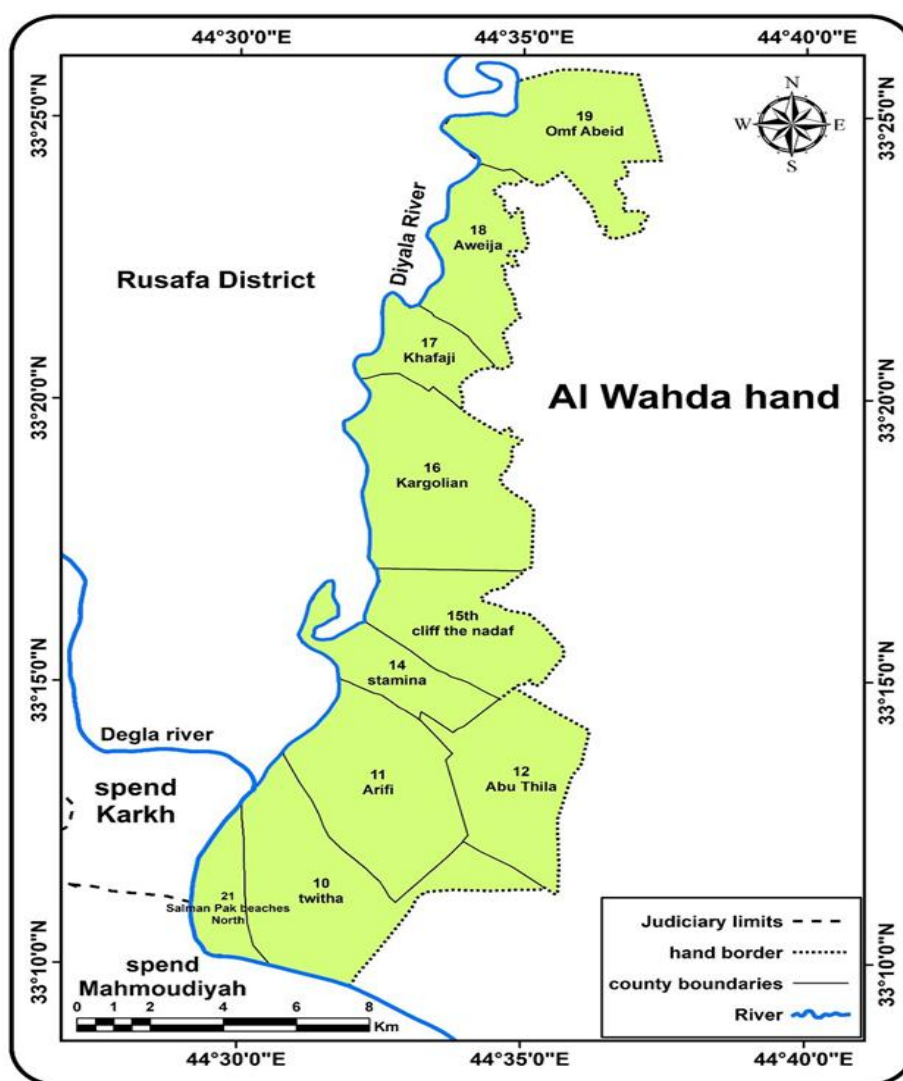 44°30'0"E 44°35'0"E 44°40'0"E
33°25'0"N
33°25'0"N
N
W E
S
19
Omf Abeid
Diyala River
18
Aweija
Rusafa District
17
Khafaji
33°20'0"N
33°20'0"N
Al Wahda hand
16
Kargolian
15th
cliff the nadaf
14
stamina
33°15'0"N
33°15'0"N
Degla river
11
Arifi
12
Abu Thila
spend
Karkh
10
twitha
21
Salman Pak beaches
North
33°10'0"N
33°10'0"N
spend
Mahmoudiyah
0 1 2 4 6 8
Km
Judiciary limits
hand border
county boundaries
River
44°30'0"E 44°35'0"E 44°40'0"E